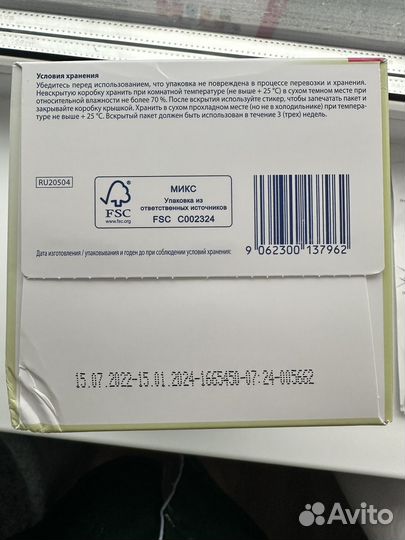 Условия хранения
Убедитесь перед использованием, что упаковка не повреждена в процессе перевозки и хранения.
Невскрытую коробку хранить при комнатной температуре (не выше + 25 °C) в сухом темном месте при
относительной влажности не более 70 %. После вскрытия используйте стикер, чтобы запечатать пакет и
закрывайте коробку крышкой. Хранить в сухом прохладном месте (но не в холодильнике) при темпера-
туре не выше + 25 °C. Вскрытый пакет должен быть использован в течение 3 (трех) недель.
RU20504
FSC
www.fsc.org
МИКС
Упаковка из
ответственных источников
FSC C002324
Дата изготовления / упаковывания и годен до при соблюдении условий хранения:
9 062300 137962
15.07.2022-15.01.2024-1665450-07:24-005662
Avito